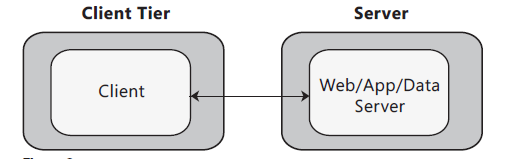 Client Tier
Server
Client
Web/App/Data
Server